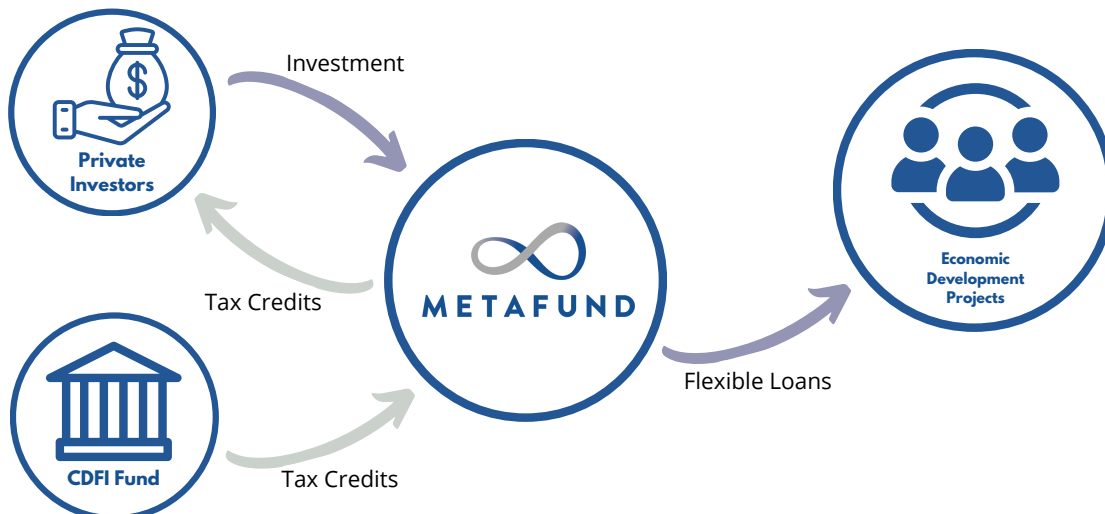 Investment
$
Private
Investors
Tax Credits
METAFUND
Economic
Development
Projects
Flexible Loans
CDFI Fund
Tax Credits